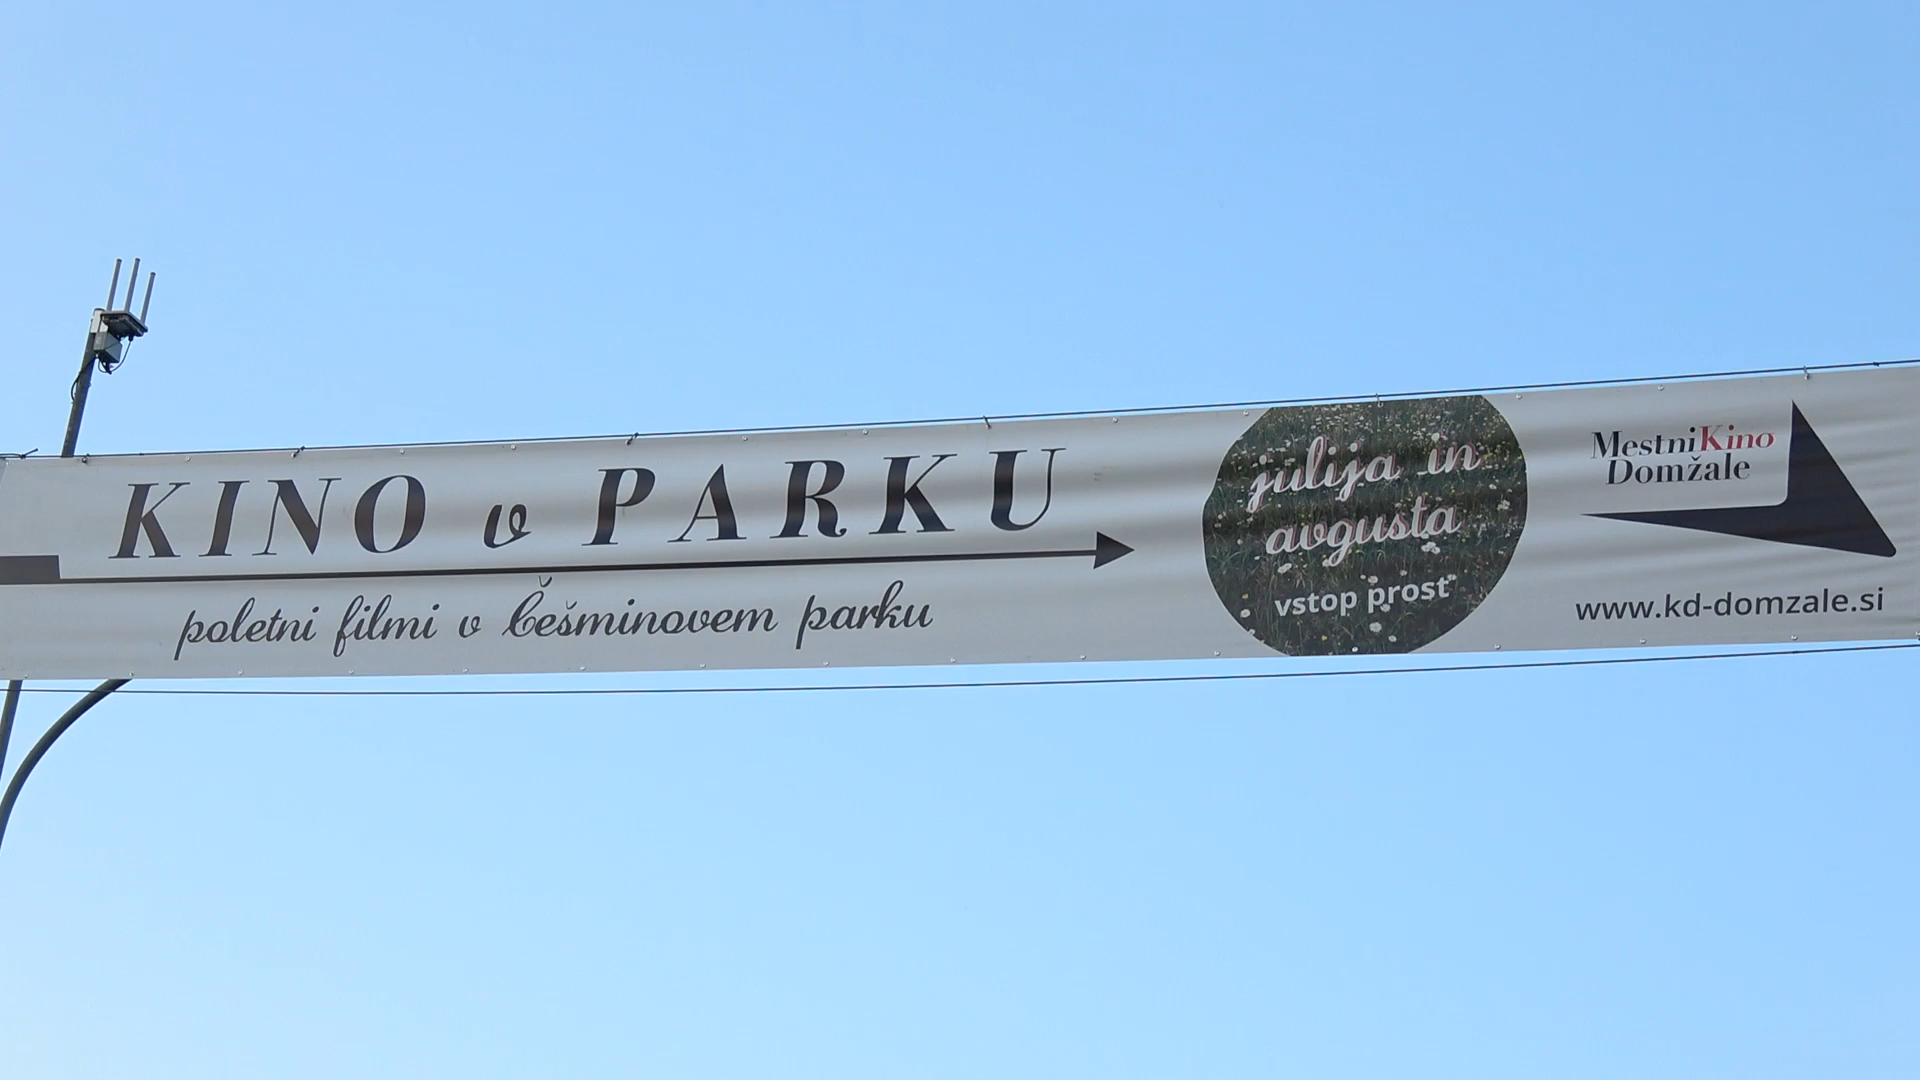 KINO v PARKU
poletni filmi v Češminovem parku
julija in
avgusta
vstop prost
MestniKino
Domžale
www.kd-domzale.si